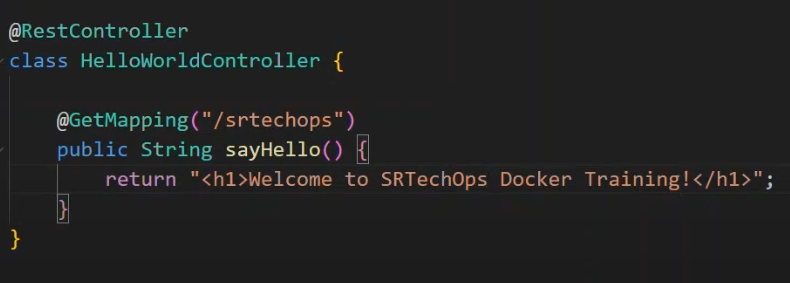 @RestController
class HelloWorldController {
@GetMapping("/srtechops")
public String sayHello() {
return "<h1>Welcome to SRTechOps Docker Training!</h1>";
}
}